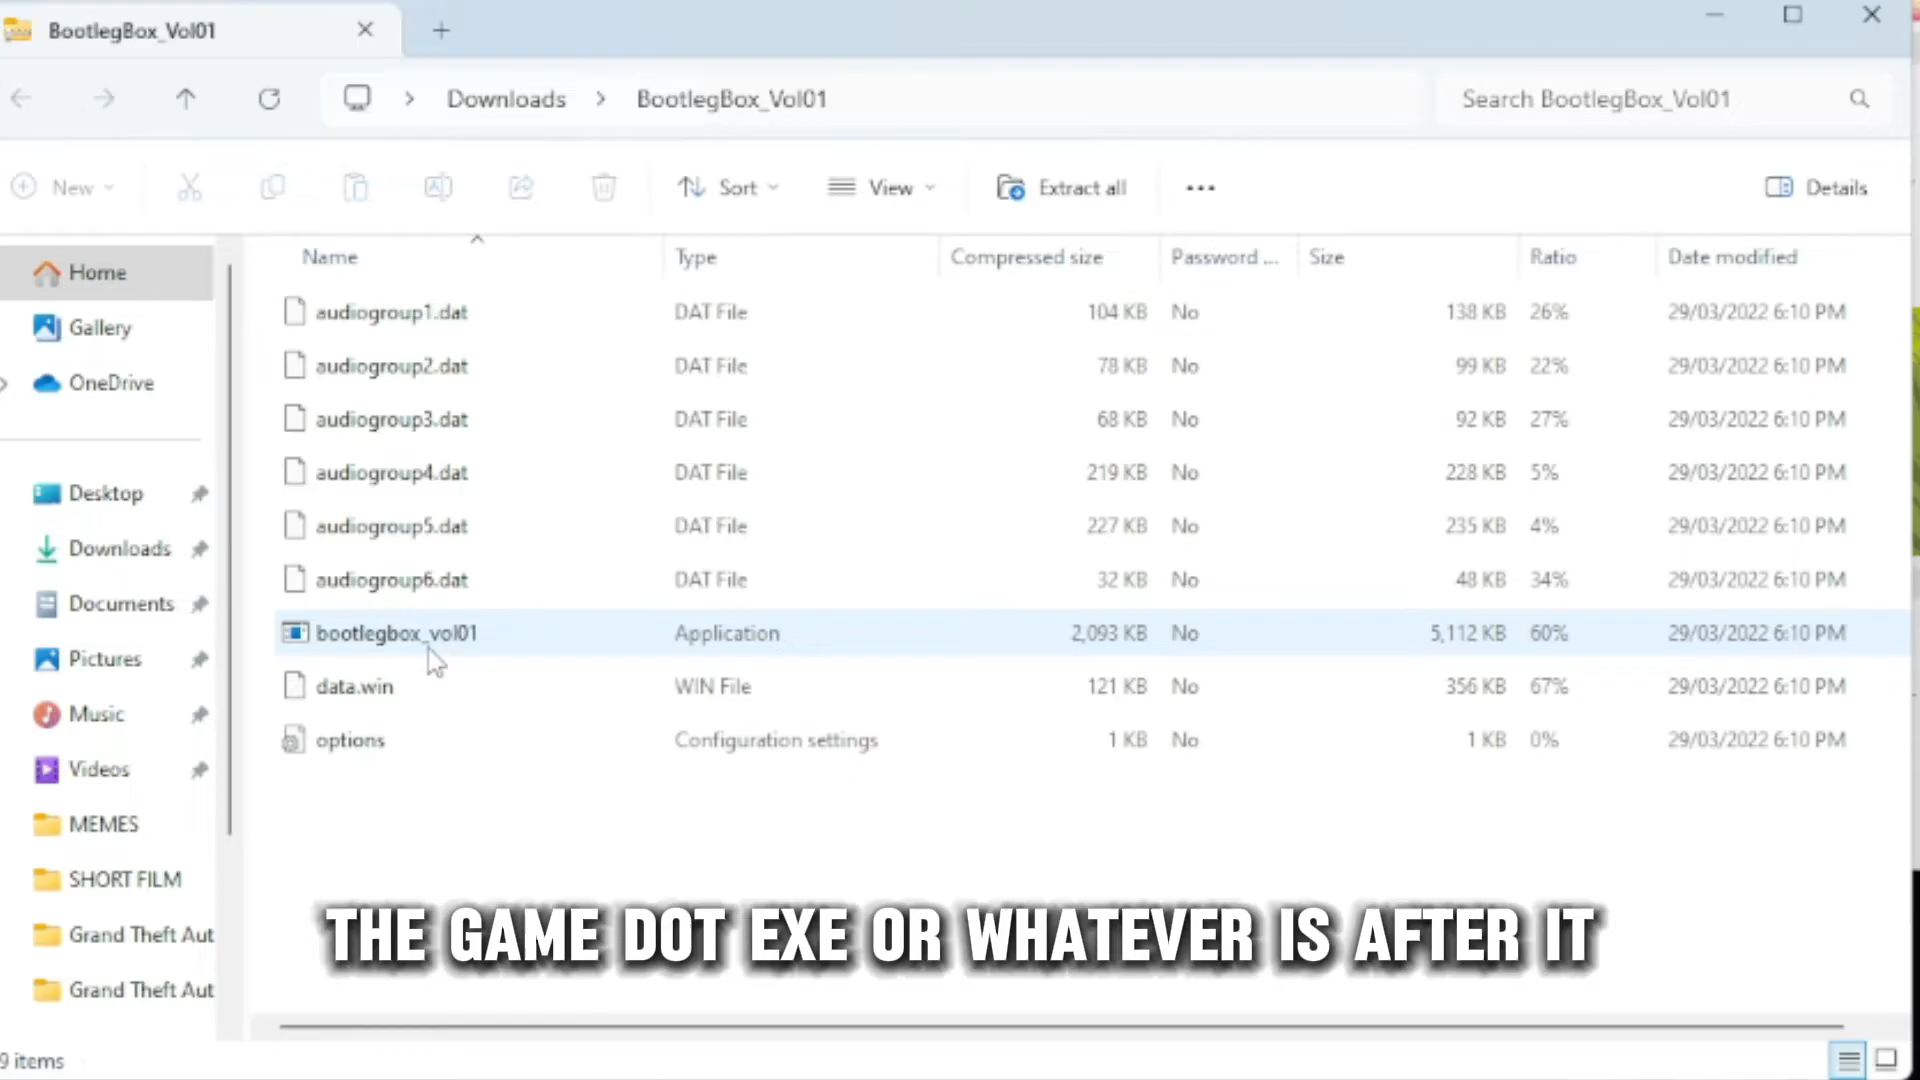 BootlegBox_Vol01
Downloads > BootlegBox_Vol01
Search BootlegBox_Vol01
New
Sort
View
Extract all
Details
Name Type Compressed size Password ... Size Ratio Date modified
audiogroup1.dat DAT File 104 KB No 138 KB 26% 29/03/2022 6:10 PM
audiogroup2.dat DAT File 78 KB No 99 KB 22% 29/03/2022 6:10 PM
audiogroup3.dat DAT File 68 KB No 92 KB 27% 29/03/2022 6:10 PM
audiogroup4.dat DAT File 219 KB No 228 KB 5% 29/03/2022 6:10 PM
audiogroup5.dat DAT File 227 KB No 235 KB 4% 29/03/2022 6:10 PM
audiogroup6.dat DAT File 32 KB No 48 KB 34% 29/03/2022 6:10 PM
bootlegbox_vol01 Application 2,093 KB No 5,112 KB 60% 29/03/2022 6:10 PM
data.win WIN File 121 KB No 356 KB 67% 29/03/2022 6:10 PM
options Configuration settings 1 KB No 1 KB 0% 29/03/2022 6:10 PM
Home
Gallery
OneDrive
Desktop
Downloads
Documents
Pictures
Music
Videos
MEMES
SHORT FILM
Grand Theft Aut
Grand Theft Aut
THE GAME DOT EXE OR WHATEVER IS AFTER IT
9 items